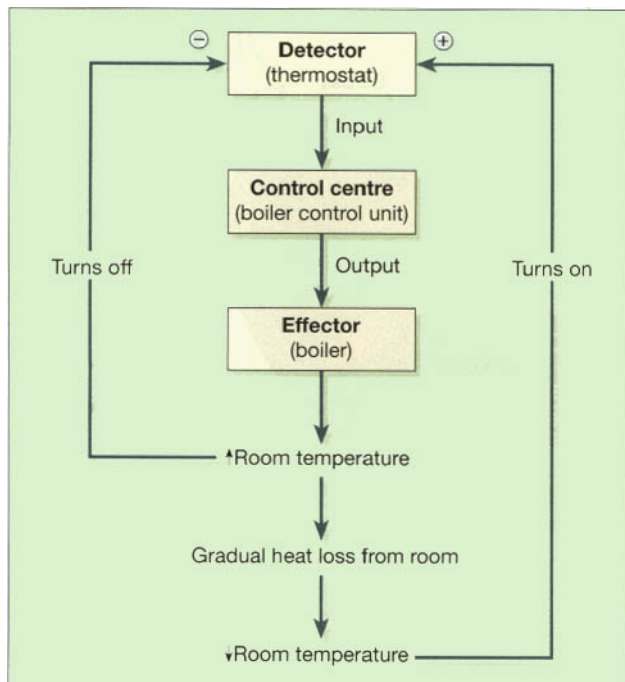 ⊖
⊕
Detector
(thermostat)
Input
Control centre
(boiler control unit)
Turns off
Output
Turns on
Effector
(boiler)
↑Room temperature
Gradual heat loss from room
↓Room temperature